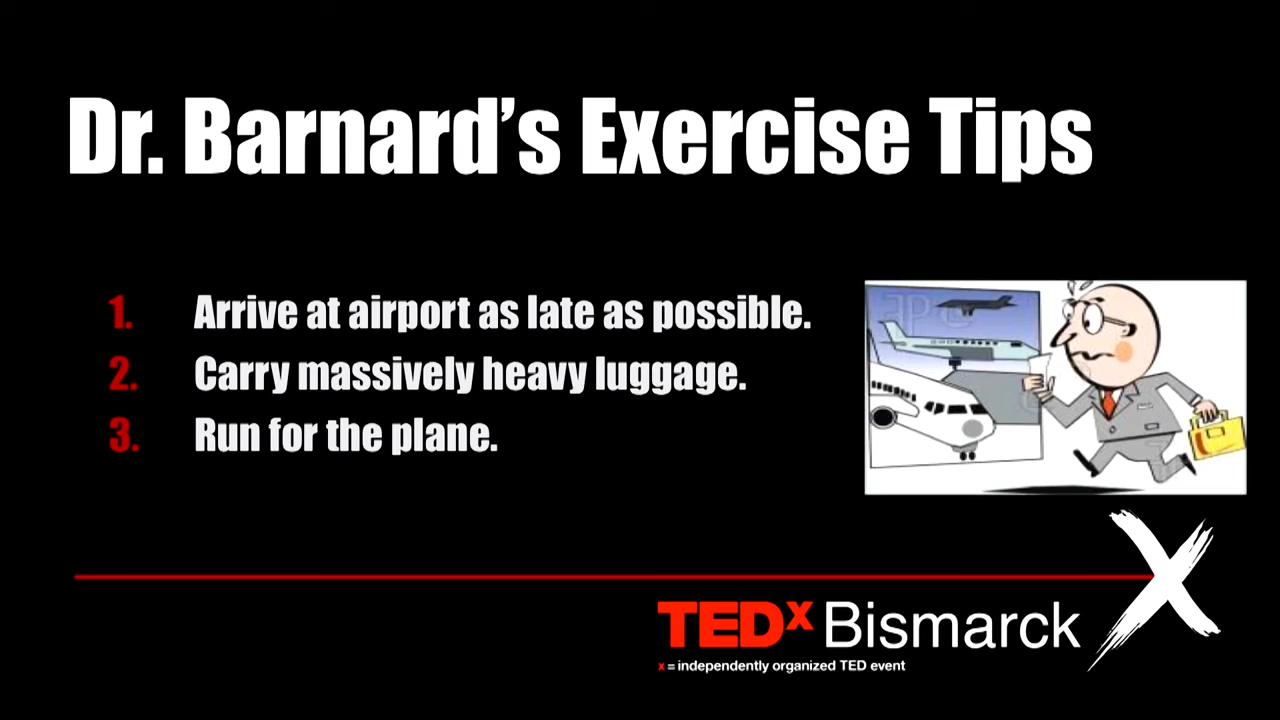 Dr. Barnard’s Exercise Tips
1. Arrive at airport as late as possible.
2. Carry massively heavy luggage.
3. Run for the plane.
X
TEDx Bismarck
x = independently organized TED event